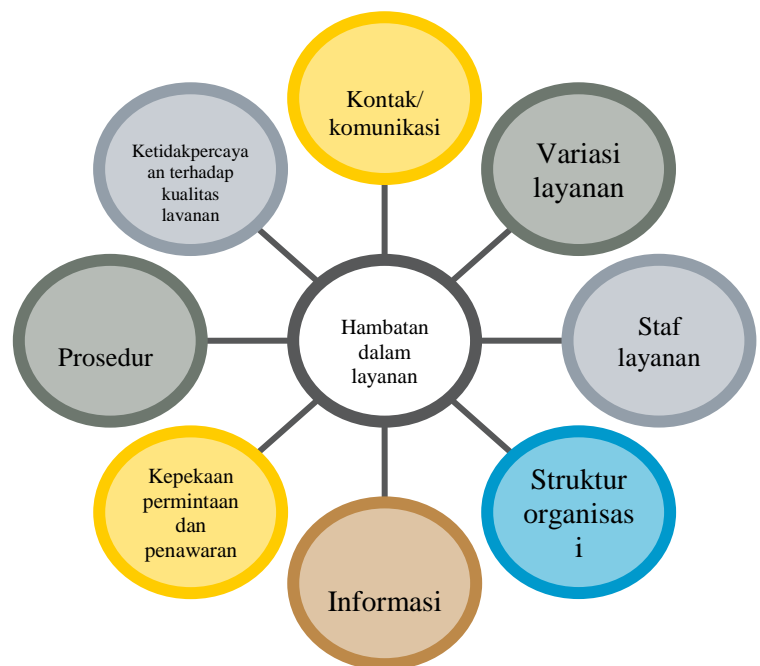 Kontak/
komunikasi
Variasi
layanan
Staf
layanan
Struktur
organisas
i
Informasi
Kepekaan
permintaan
dan
penawaran
Prosedur
Ketidakpercaya
an terhadap
kualitas
layanan
Hambatan
dalam
layanan